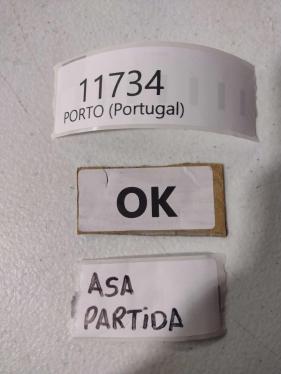 11734
PORTO (Portugal)
OK
ASA
PARTiDA